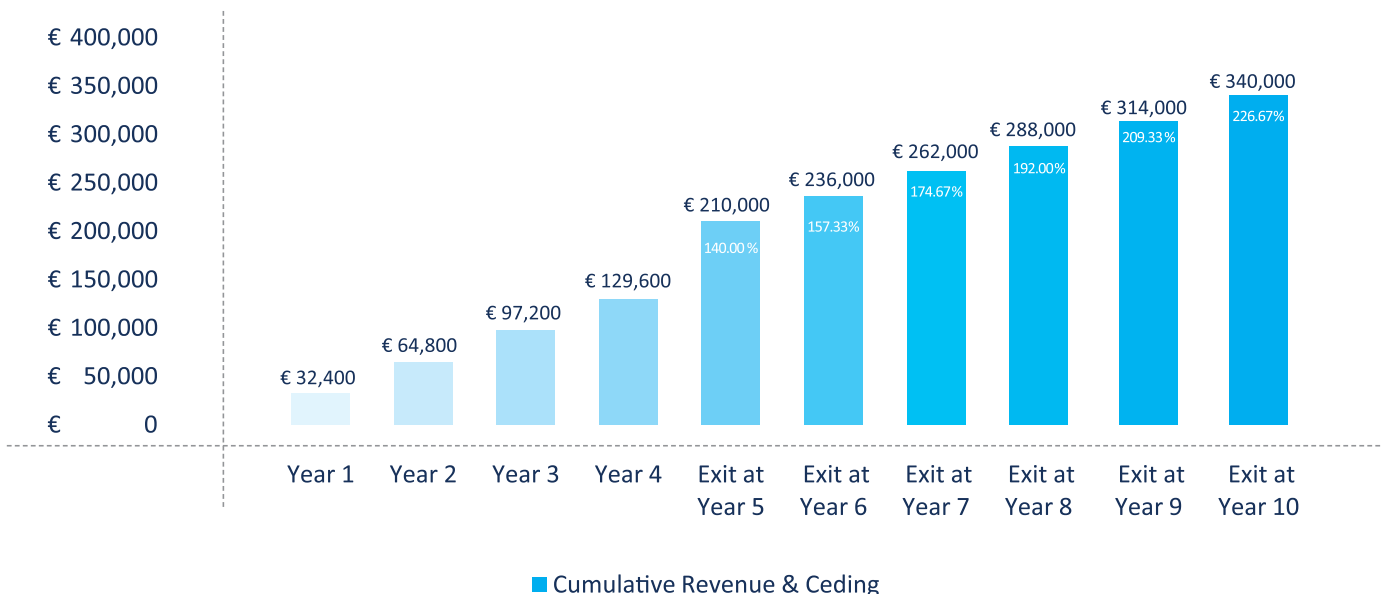 € 400,000
€ 350,000
€ 300,000
€ 250,000
€ 200,000
€ 150,000
€ 100,000
€ 50,000
€ 0
€ 32,400
€ 64,800
€ 97,200
€ 129,600
€ 210,000
140.00 %
€ 236,000
157.33%
€ 262,000
174.67%
€ 288,000
192.00%
€ 314,000
209.33%
€ 340,000
226.67%
Year 1
Year 2
Year 3
Year 4
Exit at
Year 5
Exit at
Year 6
Exit at
Year 7
Exit at
Year 8
Exit at
Year 9
Exit at
Year 10
Cumulative Revenue & Ceding